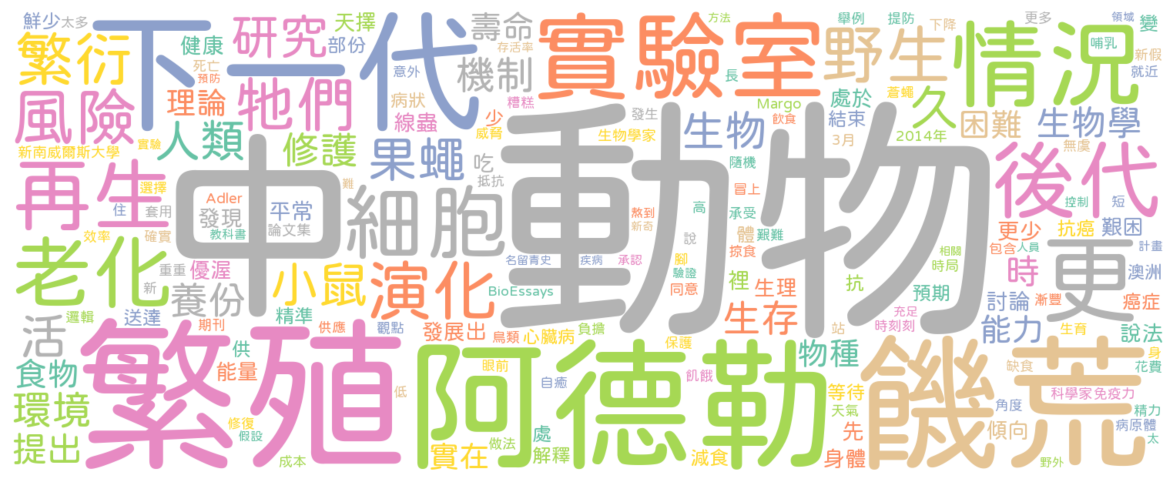 鮮少
太多
天擇
壽命
存活率
方法
舉例
提防
下降
更多
領域
變
繁衍
下一代
研究
部份
健康
死亡
預防
意外
機制
實驗室
野生
情況
哺乳
新假
就近
蒼蠅
風險
牠們
理論
病狀
線蟲
糟糕
少
威脅
發生
生物學家
Margo
飲食
處於
結束
久
2014年
困難
生物學
3月
無虞
新南威爾斯大學
實驗
人類
修護
果蠅
吃
抵抗
生物
隨機
冒上
再生
選擇
住
套用
Adler
發現
教科書
平常
論文集
難
中
細胞
動物
熬到
新奇
高
承受
艱難
體
說
掠食
腳
驗證
同意
後代
控制
短
更少
抗癌
艱困
包含
人員
計畫
老化
效率
確實
重重
優渥
新
養份
小鼠
演化
名留青史
疾病
承認
BioEssays
裡
生理
抗
相關
時局
預期
時
更
澳洲
討論
漸豐
癌症
活
邏輯
送達
期刊
精準
供應
觀點
發展出
鳥類
心臟病
負擔
保護
生存
充足
時刻刻
站
能力
生育
說法
身
花費
食物
供
能量
繁殖
低
眼前
自癒
阿德勒
飢餓
物種
等待
天氣
饑荒
缺食
角度
科學家
免疫力
精力
環境
提出
修復
假設
成本
實在
做法
處
解釋
減食
先
身體
傾向
野外
病原體
太